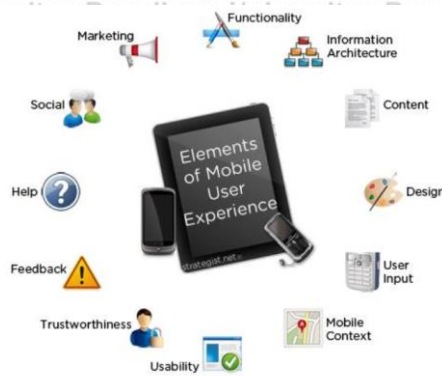 Functionality
Marketing
Information
Architecture
Social
Content
Elements
of Mobile
User
Experience
Help
Design
Feedback
User
Input
strategist.net
Trustworthiness
Mobile
Context
Usability